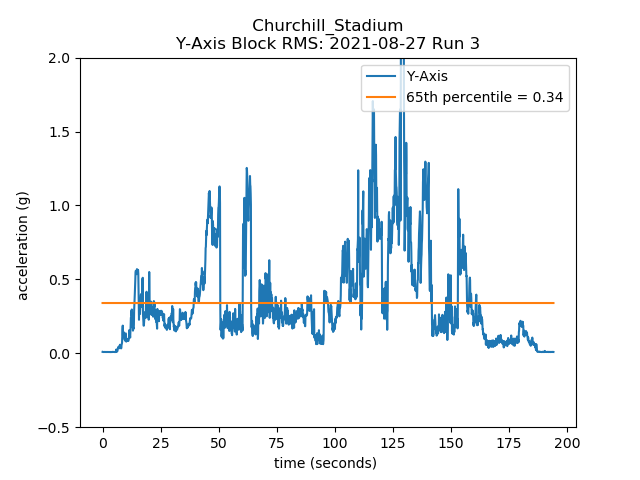 Churchill_Stadium
Y-Axis Block RMS: 2021-08-27 Run 3
Y-Axis
65th percentile = 0.34
2.0
1.5
1.0
0.5
0.0
−0.5
acceleration (g)
0 25 50 75 100 125 150 175 200
time (seconds)